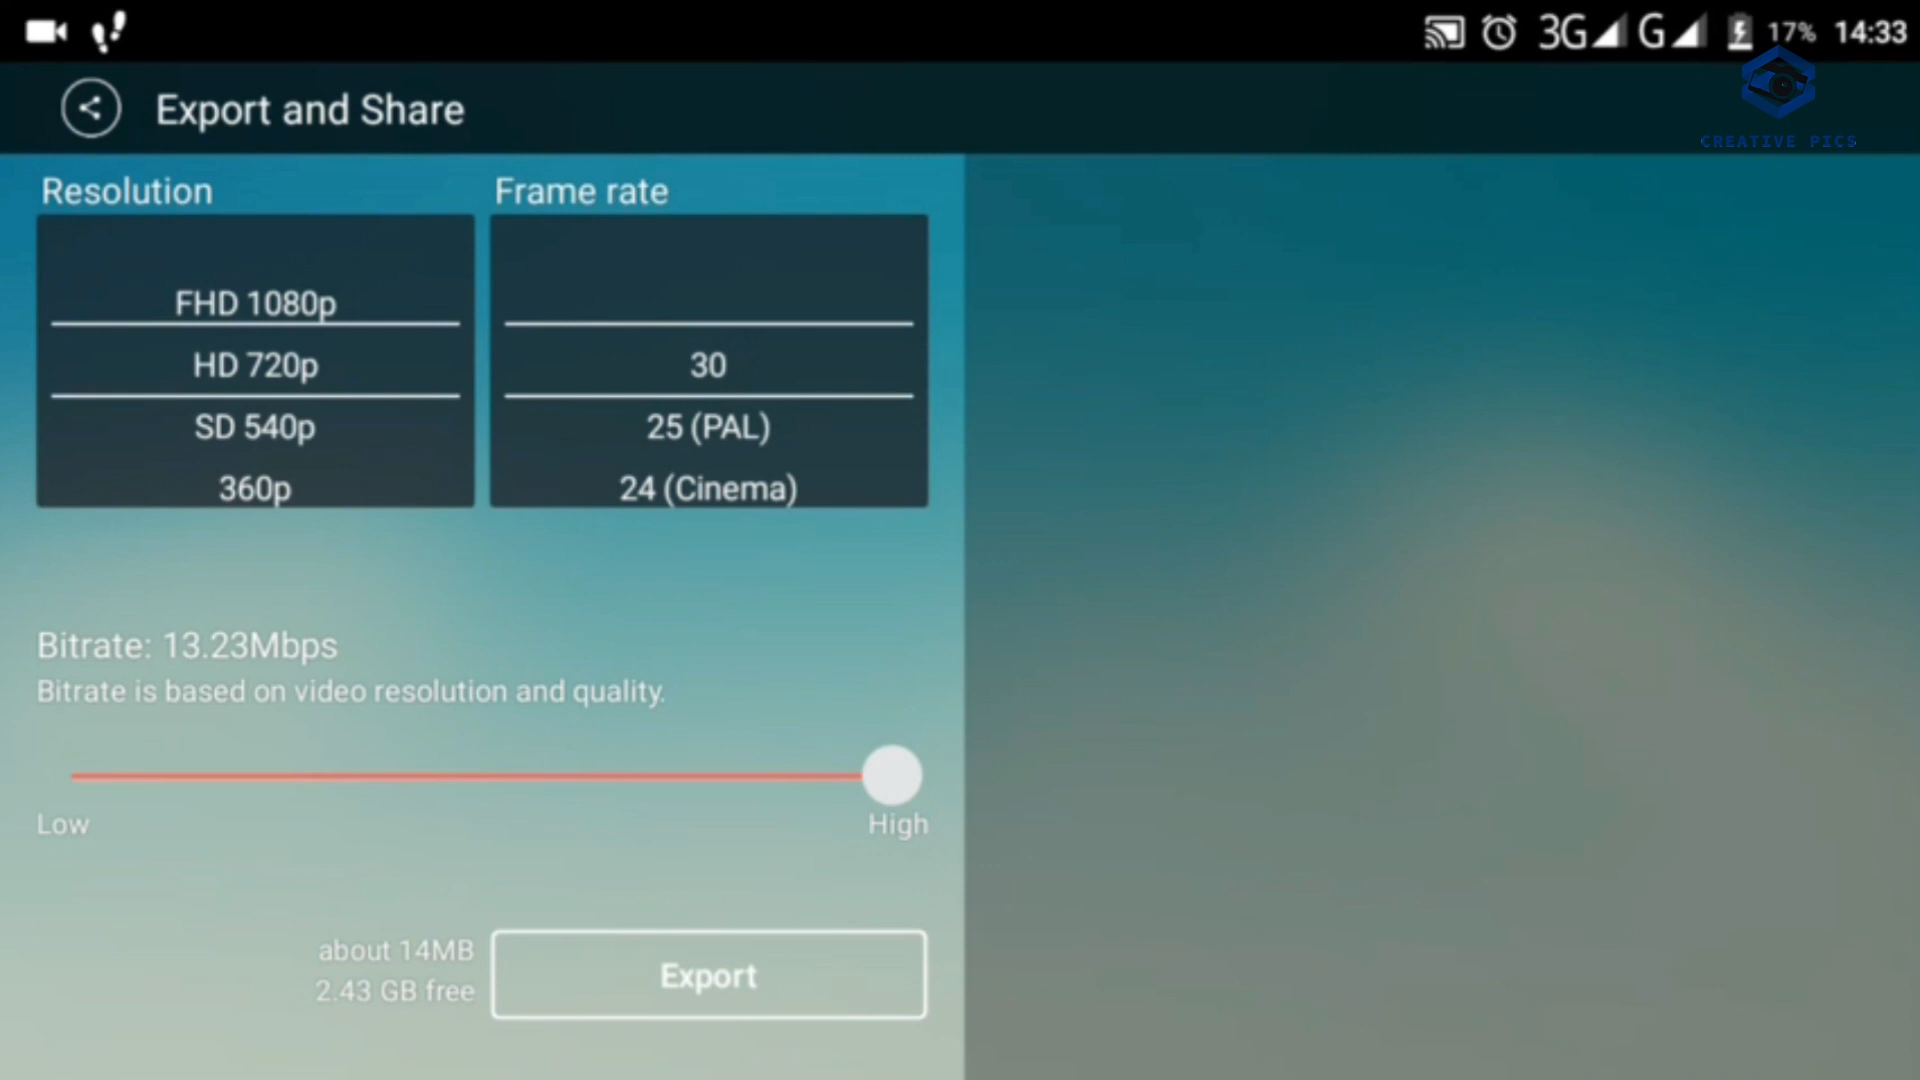 3G G 17% 14:33
Export and Share
CREATIVE PICS
Resolution
FHD 1080p
HD 720p
SD 540p
360p
Frame rate
30
25 (PAL)
24 (Cinema)
Bitrate: 13.23Mbps
Bitrate is based on video resolution and quality.
Low High
about 14MB
2.43 GB free
Export